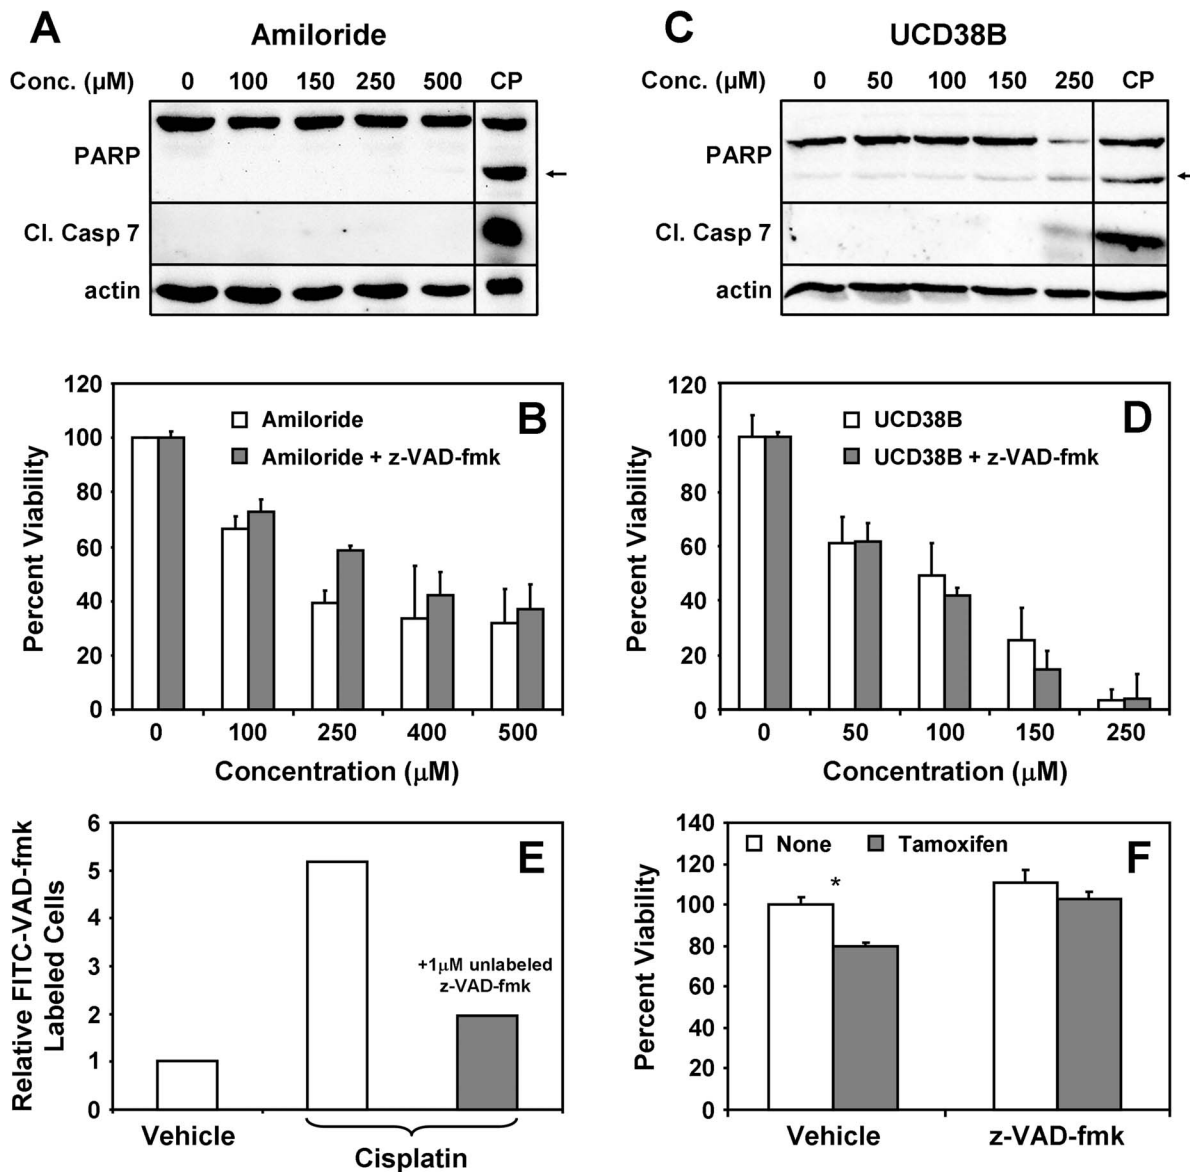 A
Amiloride
Conc. (µM) 0 100 150 250 500 CP
PARP
Cl. Casp 7
actin
C
UCD38B
Conc. (µM) 0 50 100 150 250 CP
PARP
Cl. Casp 7
actin
B
Percent Viability
120
100
80
60
40
20
0
Amiloride
Amiloride + z-VAD-fmk
0 100 250 400 500
Concentration (µM)
D
Percent Viability
120
100
80
60
40
20
0
UCD38B
UCD38B + z-VAD-fmk
0 50 100 150 250
Concentration (µM)
E
Relative FITC-VAD-fmk
Labeled Cells
6
5
4
3
2
1
0
+1µM unlabeled
z-VAD-fmk
Vehicle
Cisplatin
F
Percent Viability
140
120
100
80
60
40
20
0
None Tamoxifen
*
Vehicle z-VAD-fmk